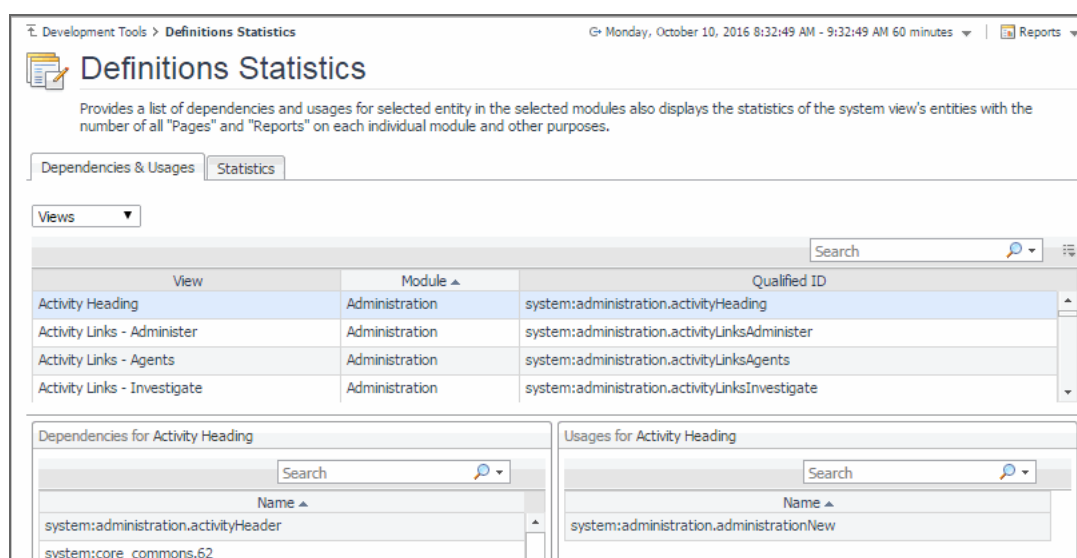 Development Tools > Definitions Statistics
Monday, October 10, 2016 8:32:49 AM - 9:32:49 AM 60 minutes
Reports
Definitions Statistics
Provides a list of dependencies and usages for selected entity in the selected modules also displays the statistics of the system view's entities with the
number of all "Pages" and "Reports" on each individual module and other purposes.
Dependencies & Usages
Statistics
Views
Search
View Module Qualified ID
Activity Heading Administration system:administration.activityHeading
Activity Links - Administer Administration system:administration.activityLinksAdminister
Activity Links - Agents Administration system:administration.activityLinksAgents
Activity Links - Investigate Administration system:administration.activityLinksInvestigate
Dependencies for Activity Heading
Search
Name
system:administration.activityHeader
system:core_commons.62
Usages for Activity Heading
Search
Name
system:administration.administrationNew